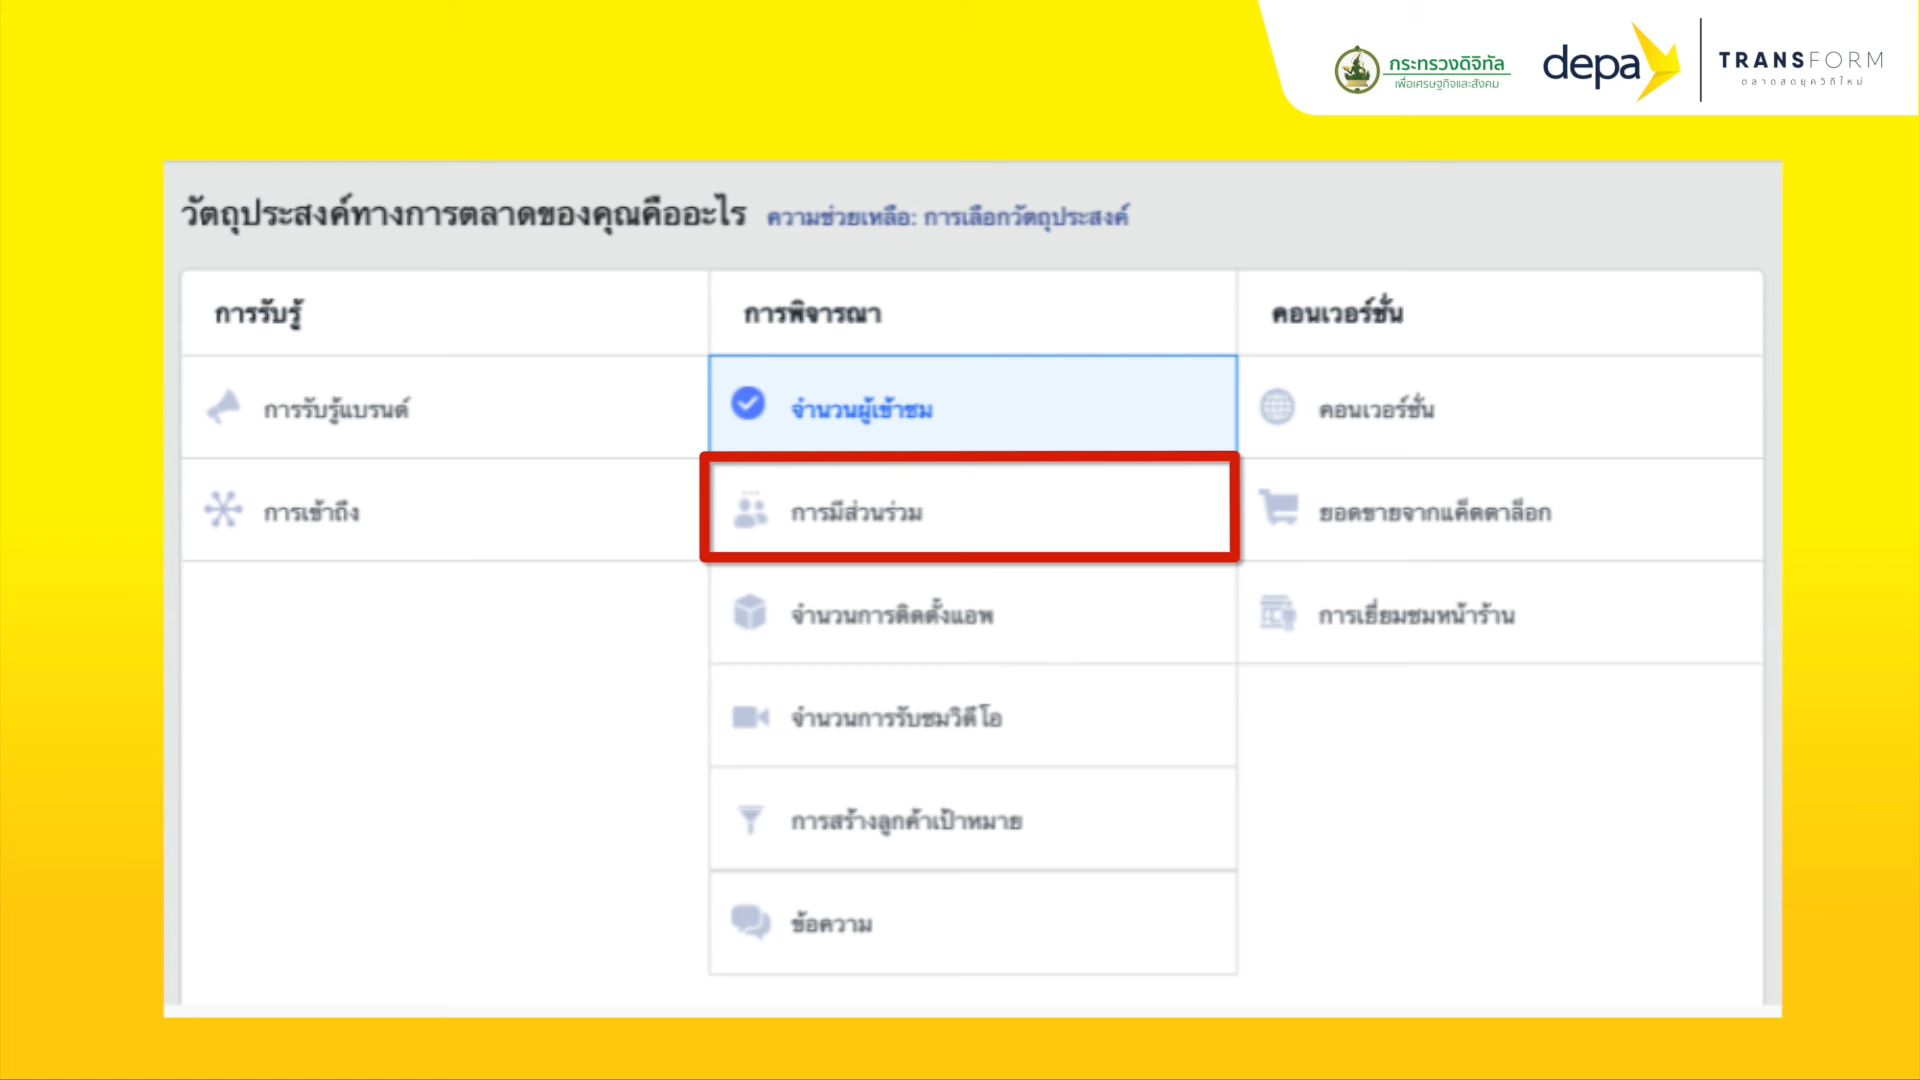 กระทรวงดิจิทัล
เพื่อเศรษฐกิจและสังคม
depa
TRANSFORM
ตลาดสดยุควิถีใหม่
วัตถุประสงค์ทางการตลาดของคุณคืออะไร ความช่วยเหลือ: การเลือกวัตถุประสงค์
การรับรู้ การพิจารณา คอนเวอร์ชั่น
การรับรู้แบรนด์ จำนวนผู้เข้าชม คอนเวอร์ชั่น
การเข้าถึง การมีส่วนร่วม ยอดขายจากแค็ตตาล็อก
จำนวนการติดตั้งแอพ การเยี่ยมชมหน้าร้าน
จำนวนการรับชมวิดีโอ
การสร้างลูกค้าเป้าหมาย
ข้อความ